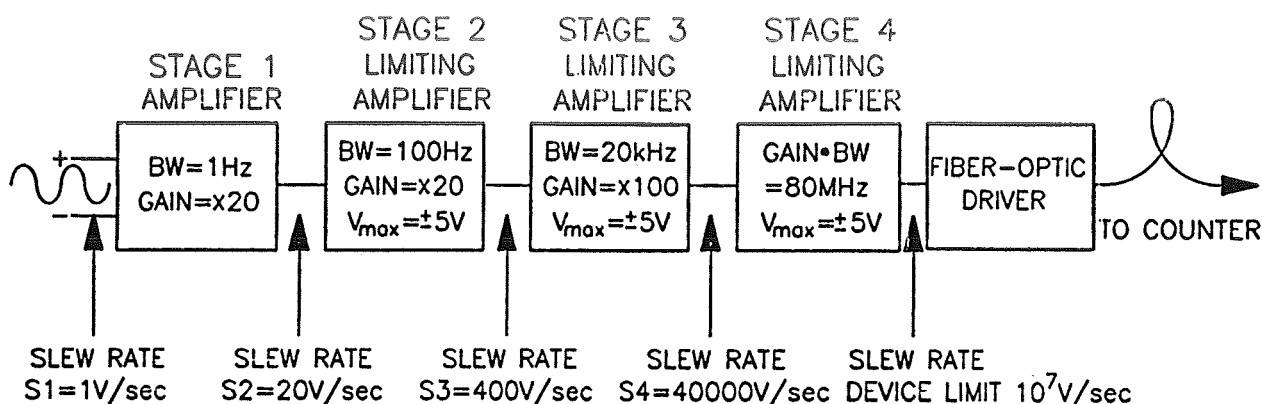 STAGE 1
AMPLIFIER
STAGE 2
LIMITING
AMPLIFIER
STAGE 3
LIMITING
AMPLIFIER
STAGE 4
LIMITING
AMPLIFIER
+
-
BW=1Hz
GAIN=x20
BW=100Hz
GAIN=x20
Vmax=±5V
BW=20kHz
GAIN=x100
Vmax=±5V
GAIN•BW
=80MHz
Vmax=±5V
FIBER-OPTIC
DRIVER
TO COUNTER
SLEW RATE
S1=1V/sec
SLEW RATE
S2=20V/sec
SLEW RATE
S3=400V/sec
SLEW RATE
S4=40000V/sec
SLEW RATE
DEVICE LIMIT 10⁷V/sec